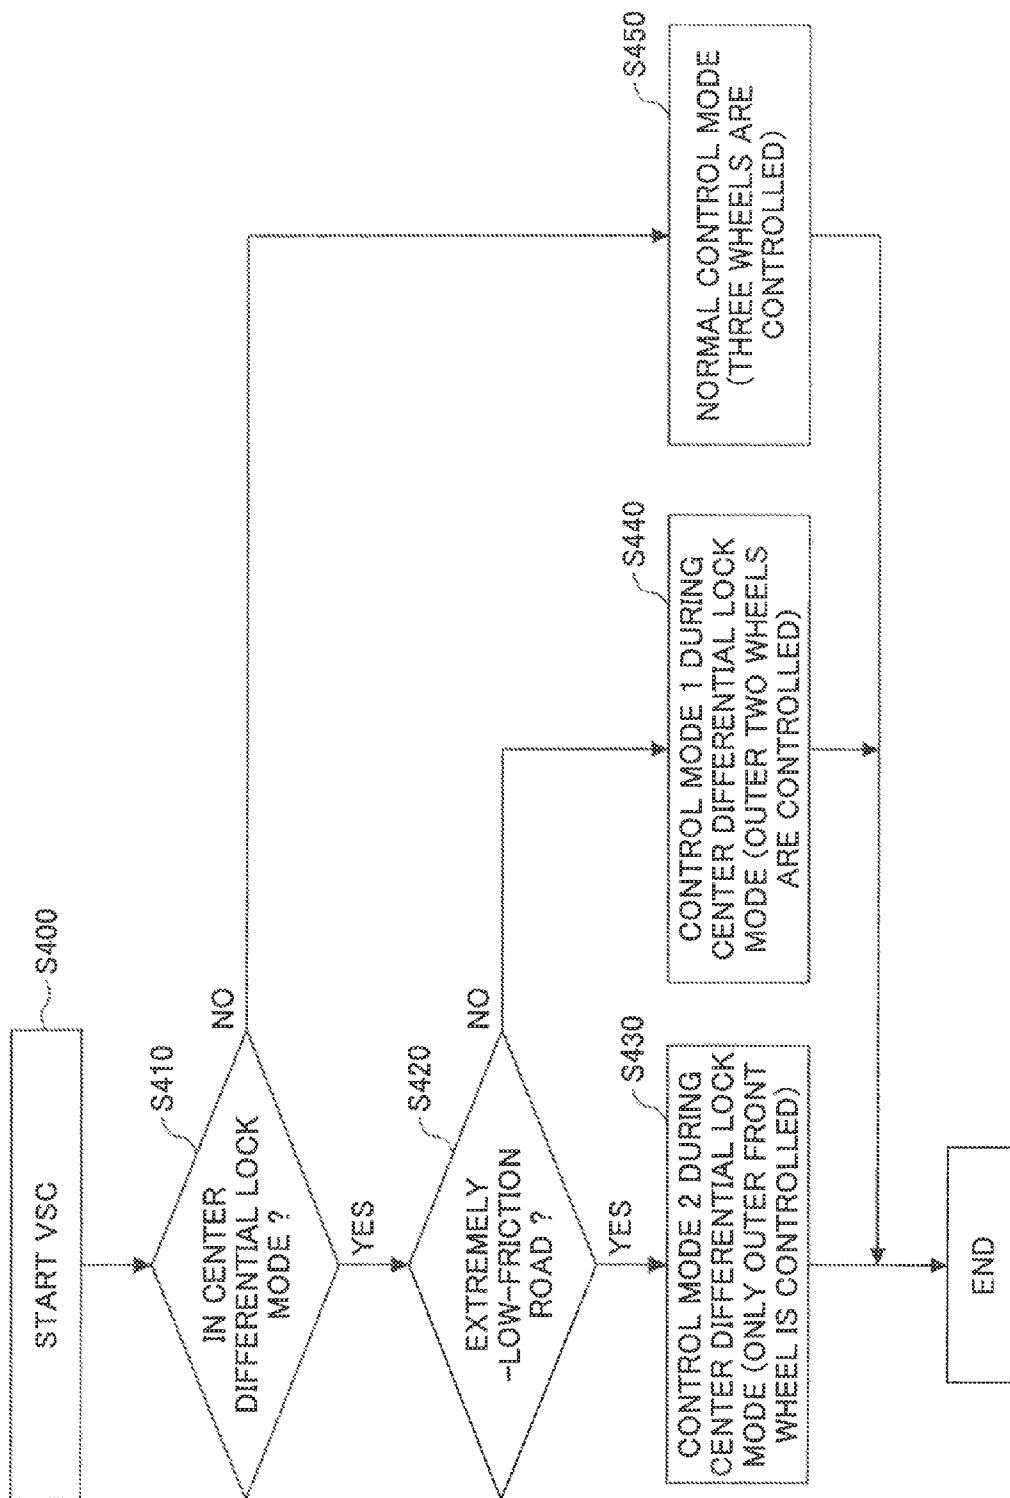 START VSC
S400
IN CENTER
DIFFERENTIAL LOCK
MODE ?
S410
NO
YES
EXTREMELY
-LOW-FRICTION
ROAD ?
S420
NO
YES
CONTROL MODE 2 DURING
CENTER DIFFERENTIAL LOCK
MODE (ONLY OUTER FRONT
WHEEL IS CONTROLLED)
S430
CONTROL MODE 1 DURING
CENTER DIFFERENTIAL LOCK
MODE (OUTER TWO WHEELS
ARE CONTROLLED)
S440
NORMAL CONTROL MODE
(THREE WHEELS ARE
CONTROLLED)
S450
END